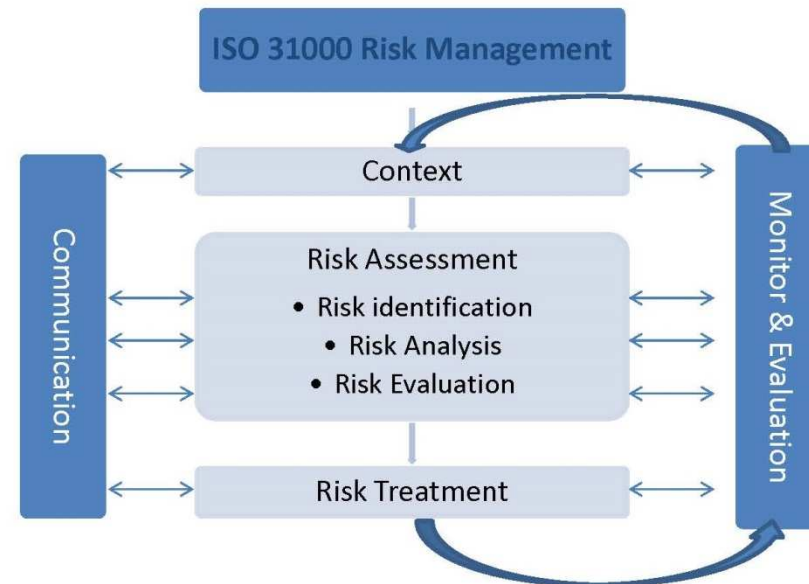 ISO 31000 Risk Management
Communication
Context
Risk Assessment
• Risk identification
• Risk Analysis
• Risk Evaluation
Risk Treatment
Monitor & Evaluation